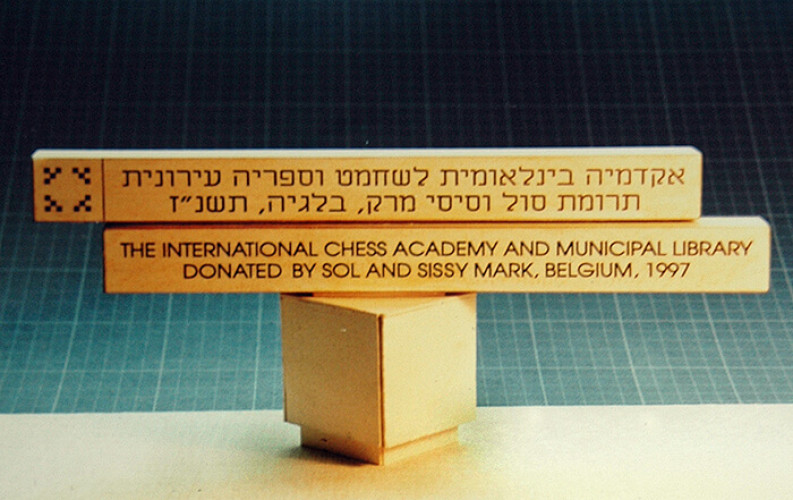 אקדמיה בינלאומית לשחמט וספריה עירונית
תרומת סול וסיסי מרק, בלגיה, תשנ״ז
THE INTERNATIONAL CHESS ACADEMY AND MUNICIPAL LIBRARY
DONATED BY SOL AND SISSY MARK, BELGIUM, 1997